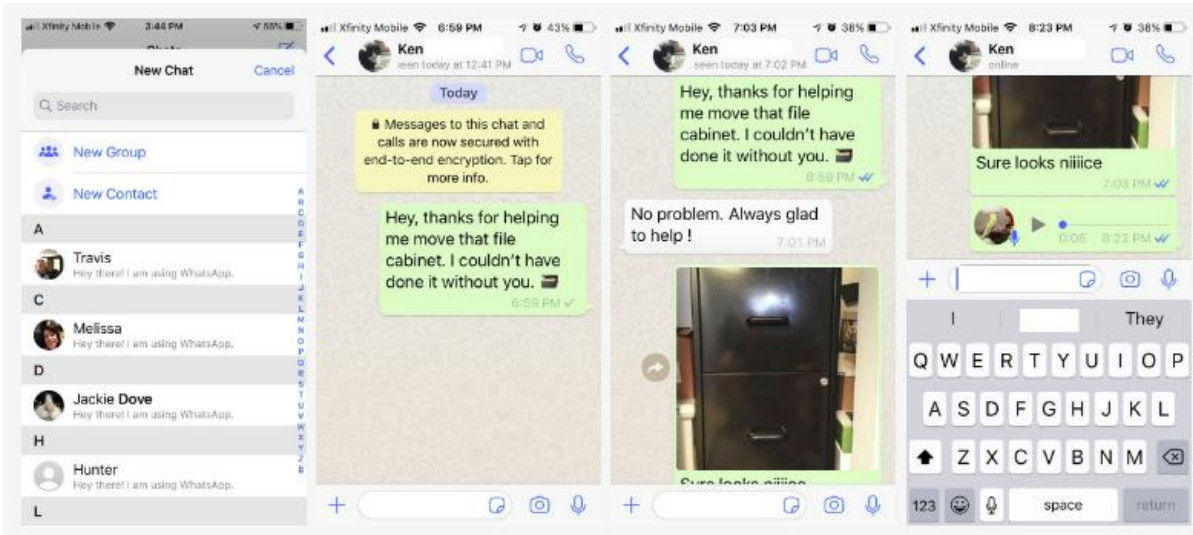 Xfinity Mobile 3:44 PM 55%
Chats
New Chat Cancel
Search
New Group
New Contact
A
Travis
Hey there! I am using WhatsApp.
C
Melissa
Hey there! I am using WhatsApp.
D
Jackie Dove
Hey there! I am using WhatsApp.
H
Hunter
Hey there! I am using WhatsApp.
L
A
B
C
D
E
F
G
H
I
J
K
L
M
N
O
P
Q
R
S
T
U
V
W
X
Y
Z
#
Xfinity Mobile 6:59 PM 43%
Ken
seen today at 12:41 PM
Today
Messages to this chat and
calls are now secured with
end-to-end encryption. Tap for
more info.
Hey, thanks for helping
me move that file
cabinet. I couldn't have
done it without you.
6:59 PM
Xfinity Mobile 7:03 PM 38%
Ken
seen today at 7:02 PM
Hey, thanks for helping
me move that file
cabinet. I couldn't have
done it without you.
6:59 PM
No problem. Always glad
to help !
7:01 PM
Sure looks niiiice
Xfinity Mobile 8:23 PM 38%
Ken
online
Sure looks niiiice
7:03 PM
0:06 8:22 PM
I They
Q W E R T Y U I O P
A S D F G H J K L
Z X C V B N M
123 space return